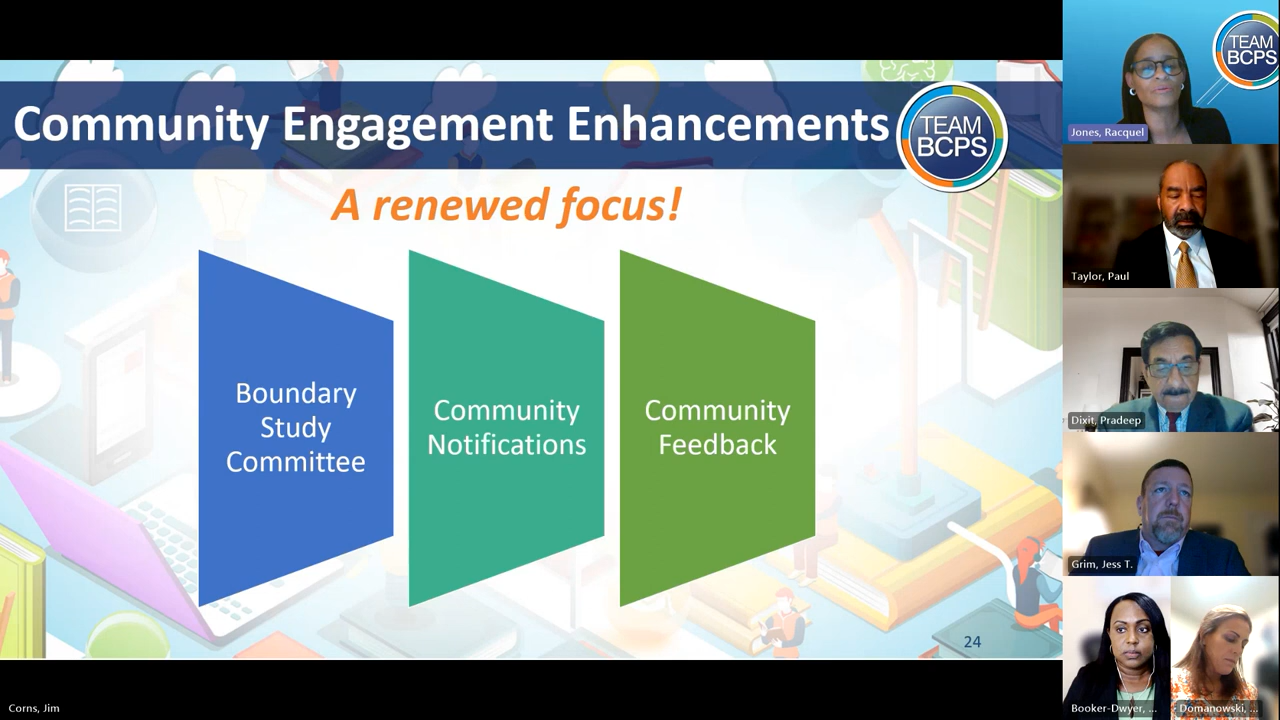 Community Engagement Enhancements
TEAM
BCPS
A renewed focus!
Boundary
Study
Committee
Community
Notifications
Community
Feedback
24
Corns, Jim
TEAM
BCPS
Jones, Racquel
Taylor, Paul
Dixit, Pradeep
Grim, Jess T.
Booker-Dwyer, ...
Domanowski, ...